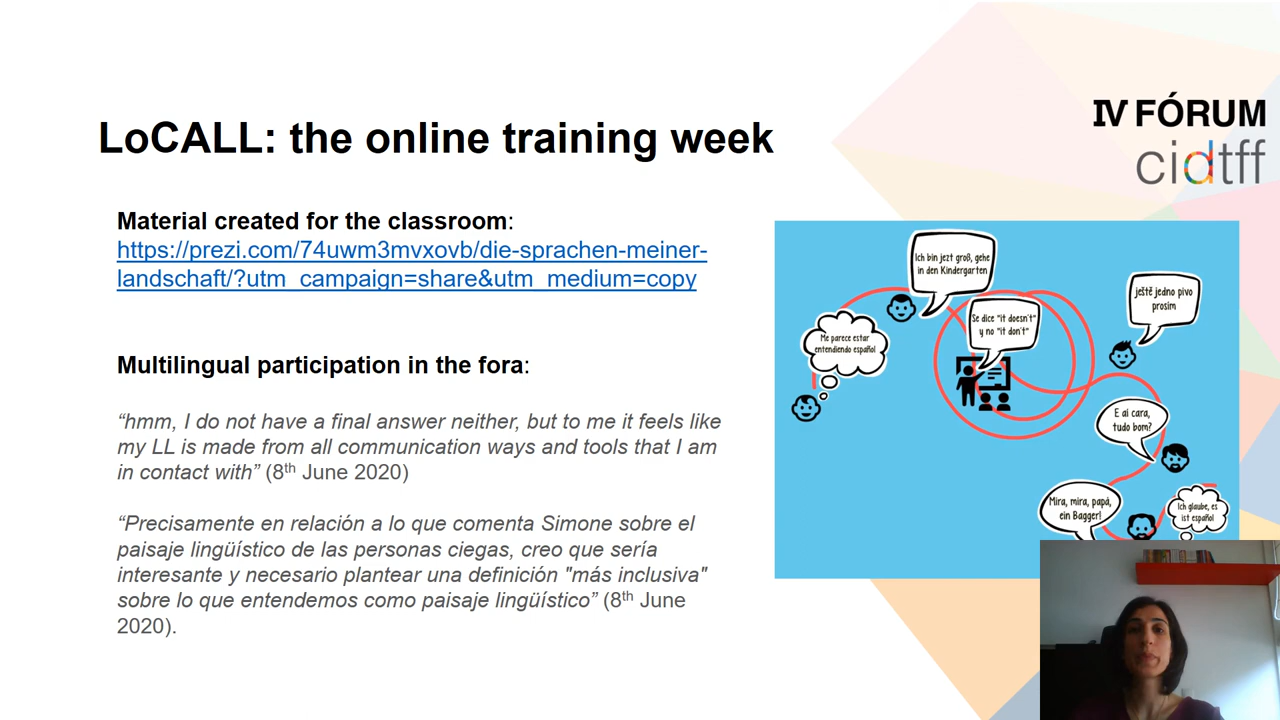 IV FÓRUM
cidtff
LoCALL: the online training week
Material created for the classroom:
https://prezi.com/74uwm3mvxovb/die-sprachen-meiner-
landschaft/?utm_campaign=share&utm_medium=copy
Multilingual participation in the fora:
“hmm, I do not have a final answer neither, but to me it feels like
my LL is made from all communication ways and tools that I am
in contact with” (8th June 2020)
“Precisamente en relación a lo que comenta Simone sobre el
paisaje lingüístico de las personas ciegas, creo que sería
interesante y necesario plantear una definición "más inclusiva"
sobre lo que entendemos como paisaje lingüístico” (8th June
2020).
Ich bin jezt groß, gehe
in den Kindergarten
Se dice "it doesn´t"
y no "it don´t"
ještě jedno pivo
prosim
Me parece estar
entendiendo español
E aí cara,
tudo bom?
Mira, mira, papá,
ein Bagger!
Ich glaube, es
ist español